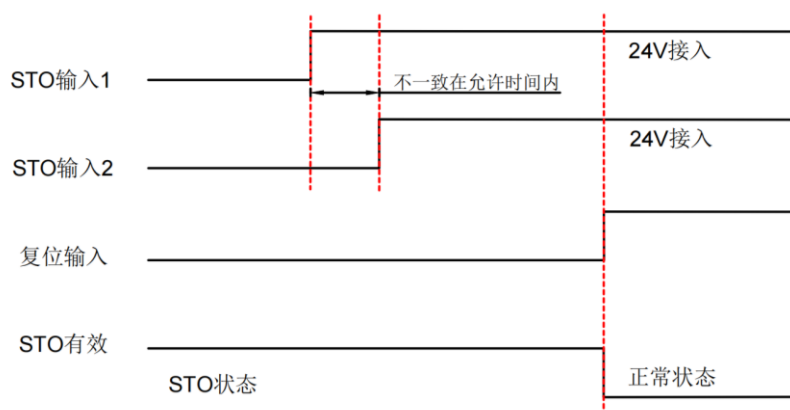 24V接入
STO输入1
不一致在允许时间内
24V接入
STO输入2
复位输入
STO有效
STO状态
正常状态